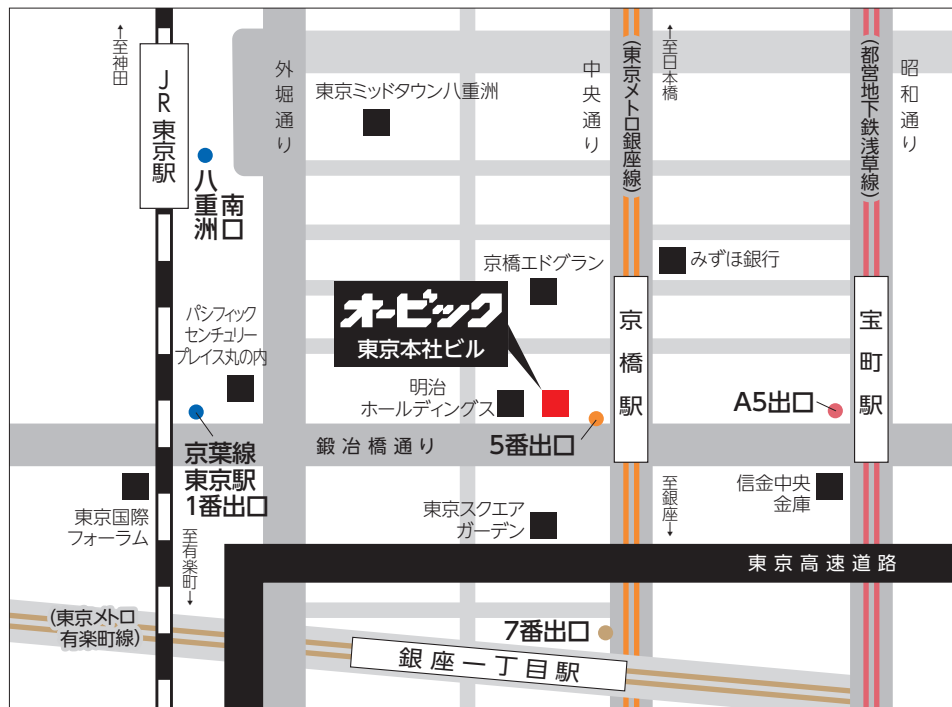 ←至神田
JR東京駅
外堀通り
東京ミッドタウン八重洲
中央通り
(東京メトロ銀座線)
←至日本橋
(都営地下鉄浅草線)
昭和通り
八重洲
南口
京橋エドグラン
みずほ銀行
オービック
東京本社ビル
パシフィック
センチュリー
プレイス丸の内
京橋駅
宝町駅
明治
ホールディングス
A5出口
5番出口
鍛冶橋通り
京葉線
東京駅
1番出口
東京国際
フォーラム
東京スクエア
ガーデン
至銀座→
信金中央
金庫
至有楽町→
東京高速道路
(東京メトロ
有楽町線)
7番出口
銀座一丁目駅